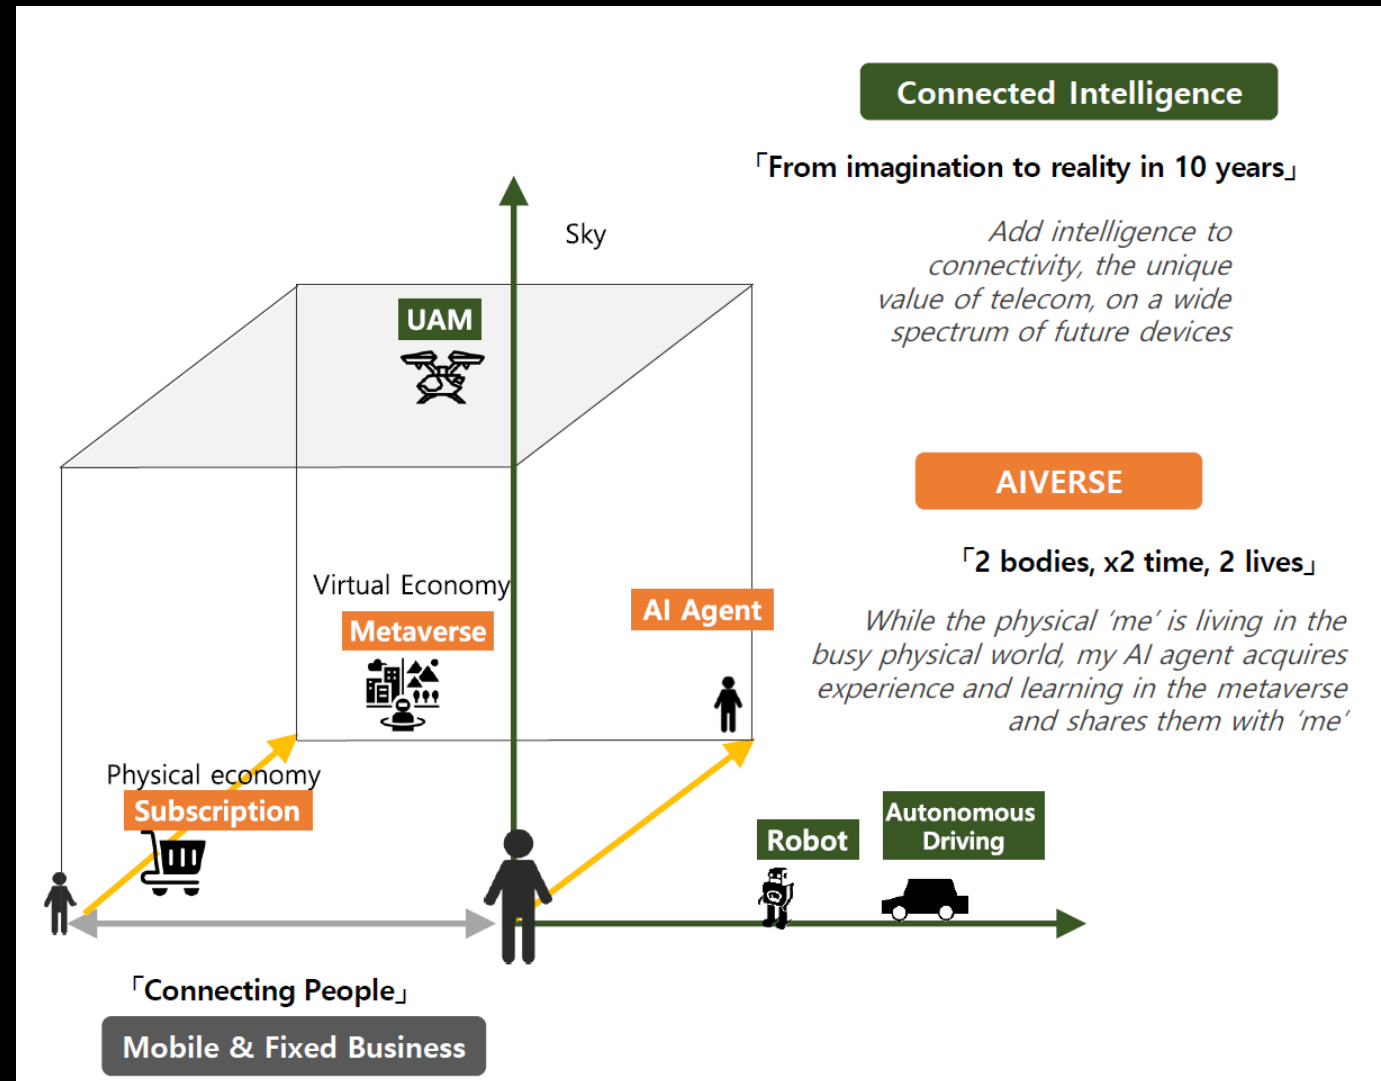 Connected Intelligence
「From imagination to reality in 10 years」
Add intelligence to
connectivity, the unique
value of telecom, on a wide
spectrum of future devices
Sky
UAM
AIVERSE
「2 bodies, x2 time, 2 lives」
While the physical ‘me’ is living in the
busy physical world, my AI agent acquires
experience and learning in the metaverse
and shares them with ‘me’
Virtual Economy
Metaverse
AI Agent
Physical economy
Subscription
Robot
Autonomous
Driving
「Connecting People」
Mobile & Fixed Business